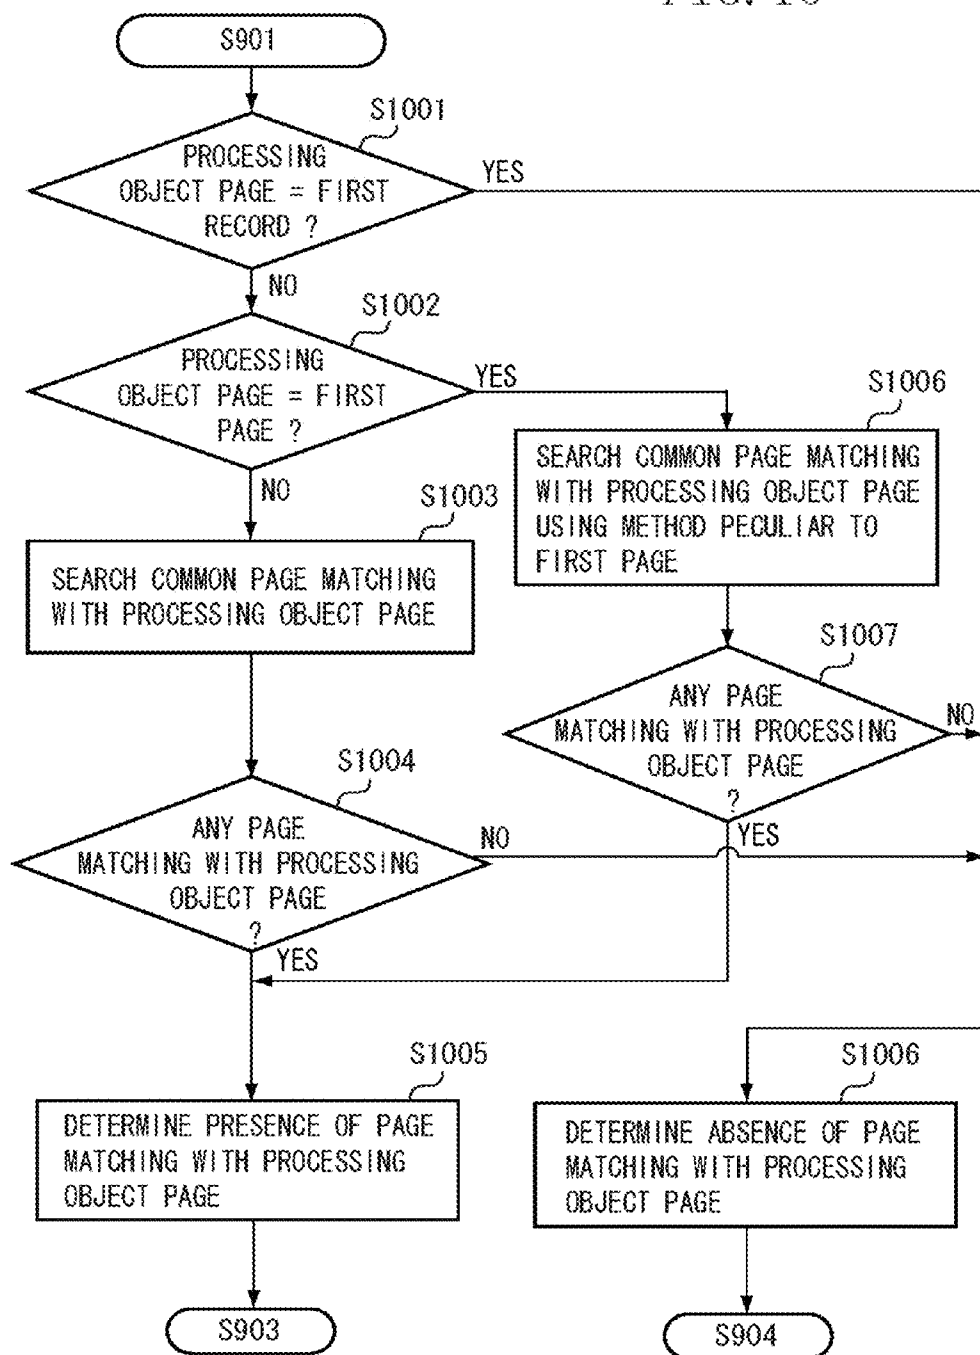 S901
S1001
PROCESSING
OBJECT PAGE = FIRST
RECORD ?
YES
NO
S1002
PROCESSING
OBJECT PAGE = FIRST
PAGE ?
YES
NO
S1006
SEARCH COMMON PAGE MATCHING
WITH PROCESSING OBJECT PAGE
USING METHOD PECULIAR TO
FIRST PAGE
S1003
SEARCH COMMON PAGE MATCHING
WITH PROCESSING OBJECT PAGE
S1007
ANY PAGE
MATCHING WITH PROCESSING
OBJECT PAGE
?
NO
YES
S1004
ANY PAGE
MATCHING WITH PROCESSING
OBJECT PAGE
?
NO
YES
S1005
DETERMINE PRESENCE OF PAGE
MATCHING WITH PROCESSING
OBJECT PAGE
S1006
DETERMINE ABSENCE OF PAGE
MATCHING WITH PROCESSING
OBJECT PAGE
S903
S904